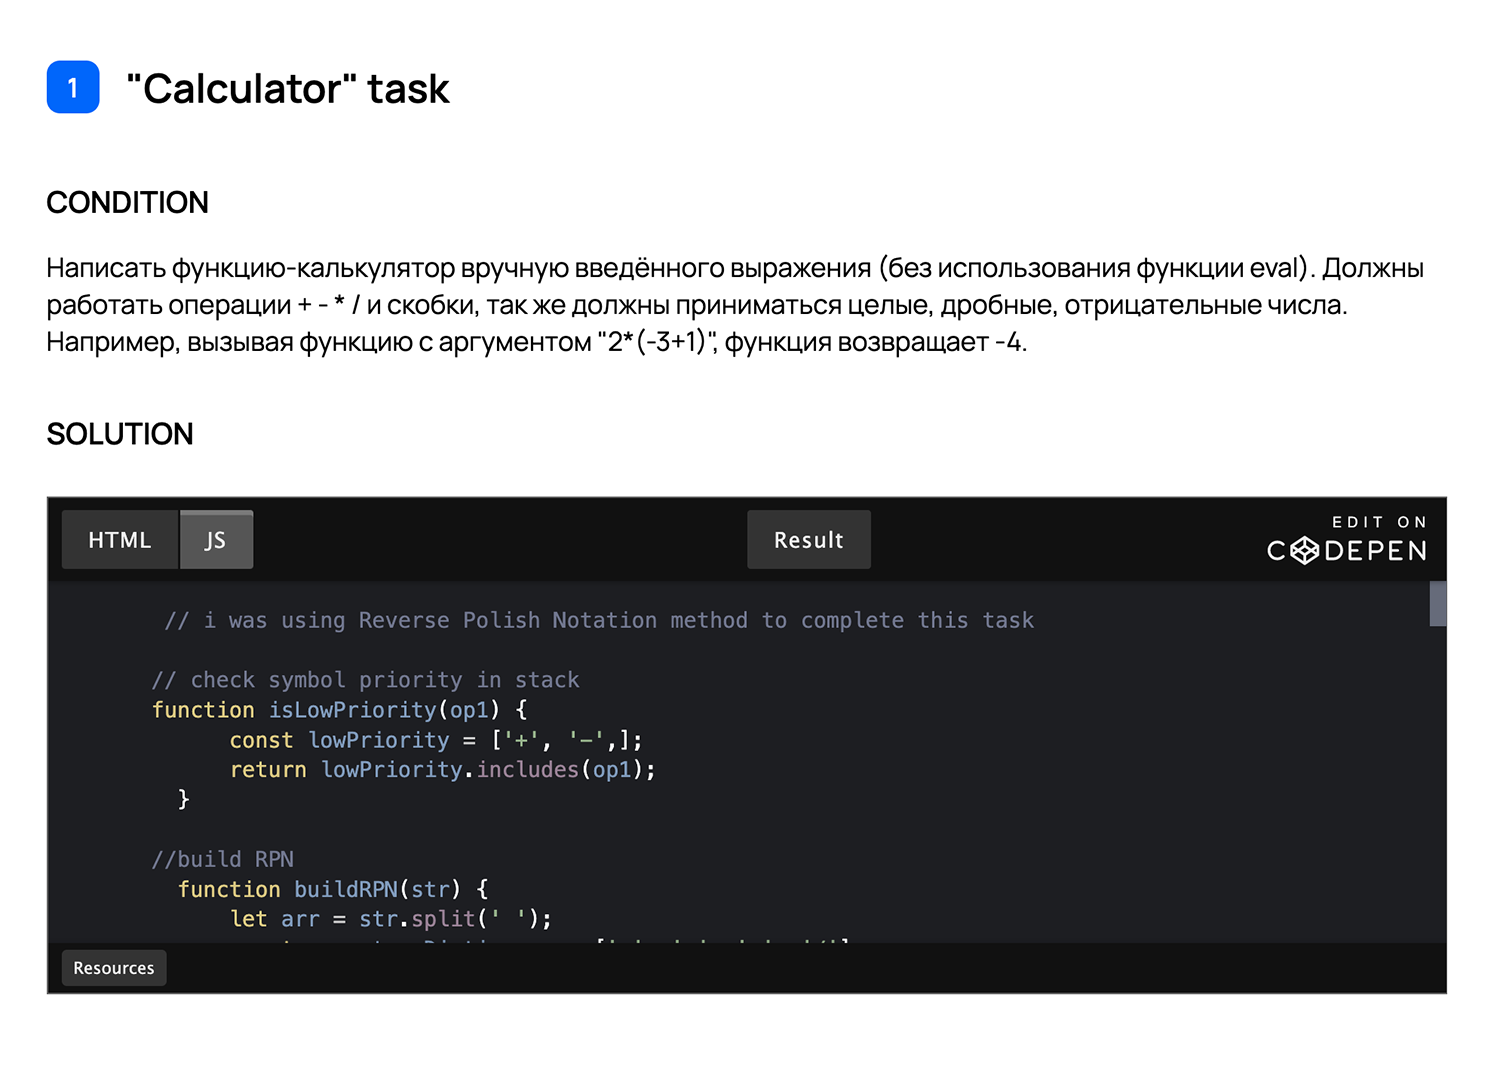 1 "Calculator" task
CONDITION
Написать функцию-калькулятор вручную введённого выражения (без использования функции eval). Должны
работать операции + - * / и скобки, так же должны приниматься целые, дробные, отрицательные числа.
Например, вызывая функцию с аргументом "2*(-3+1)", функция возвращает -4.
SOLUTION
HTML JS Result EDIT ON
CODEPEN
// i was using Reverse Polish Notation method to complete this task
// check symbol priority in stack
function isLowPriority(op1) {
const lowPriority = ['+', '-',];
return lowPriority.includes(op1);
}
//build RPN
function buildRPN(str) {
let arr = str.split(' ');
Resources